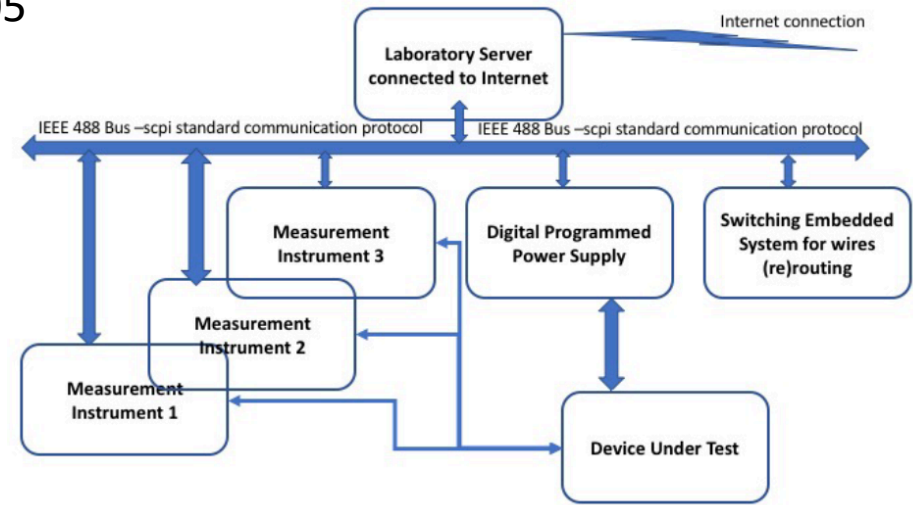 Internet connection
Laboratory Server
connected to Internet
IEEE 488 Bus –scpi standard communication protocol
IEEE 488 Bus –scpi standard communication protocol
Measurement
Instrument 3
Digital Programmed
Power Supply
Switching Embedded
System for wires
(re)routing
Measurement
Instrument 2
Measurement
Instrument 1
Device Under Test